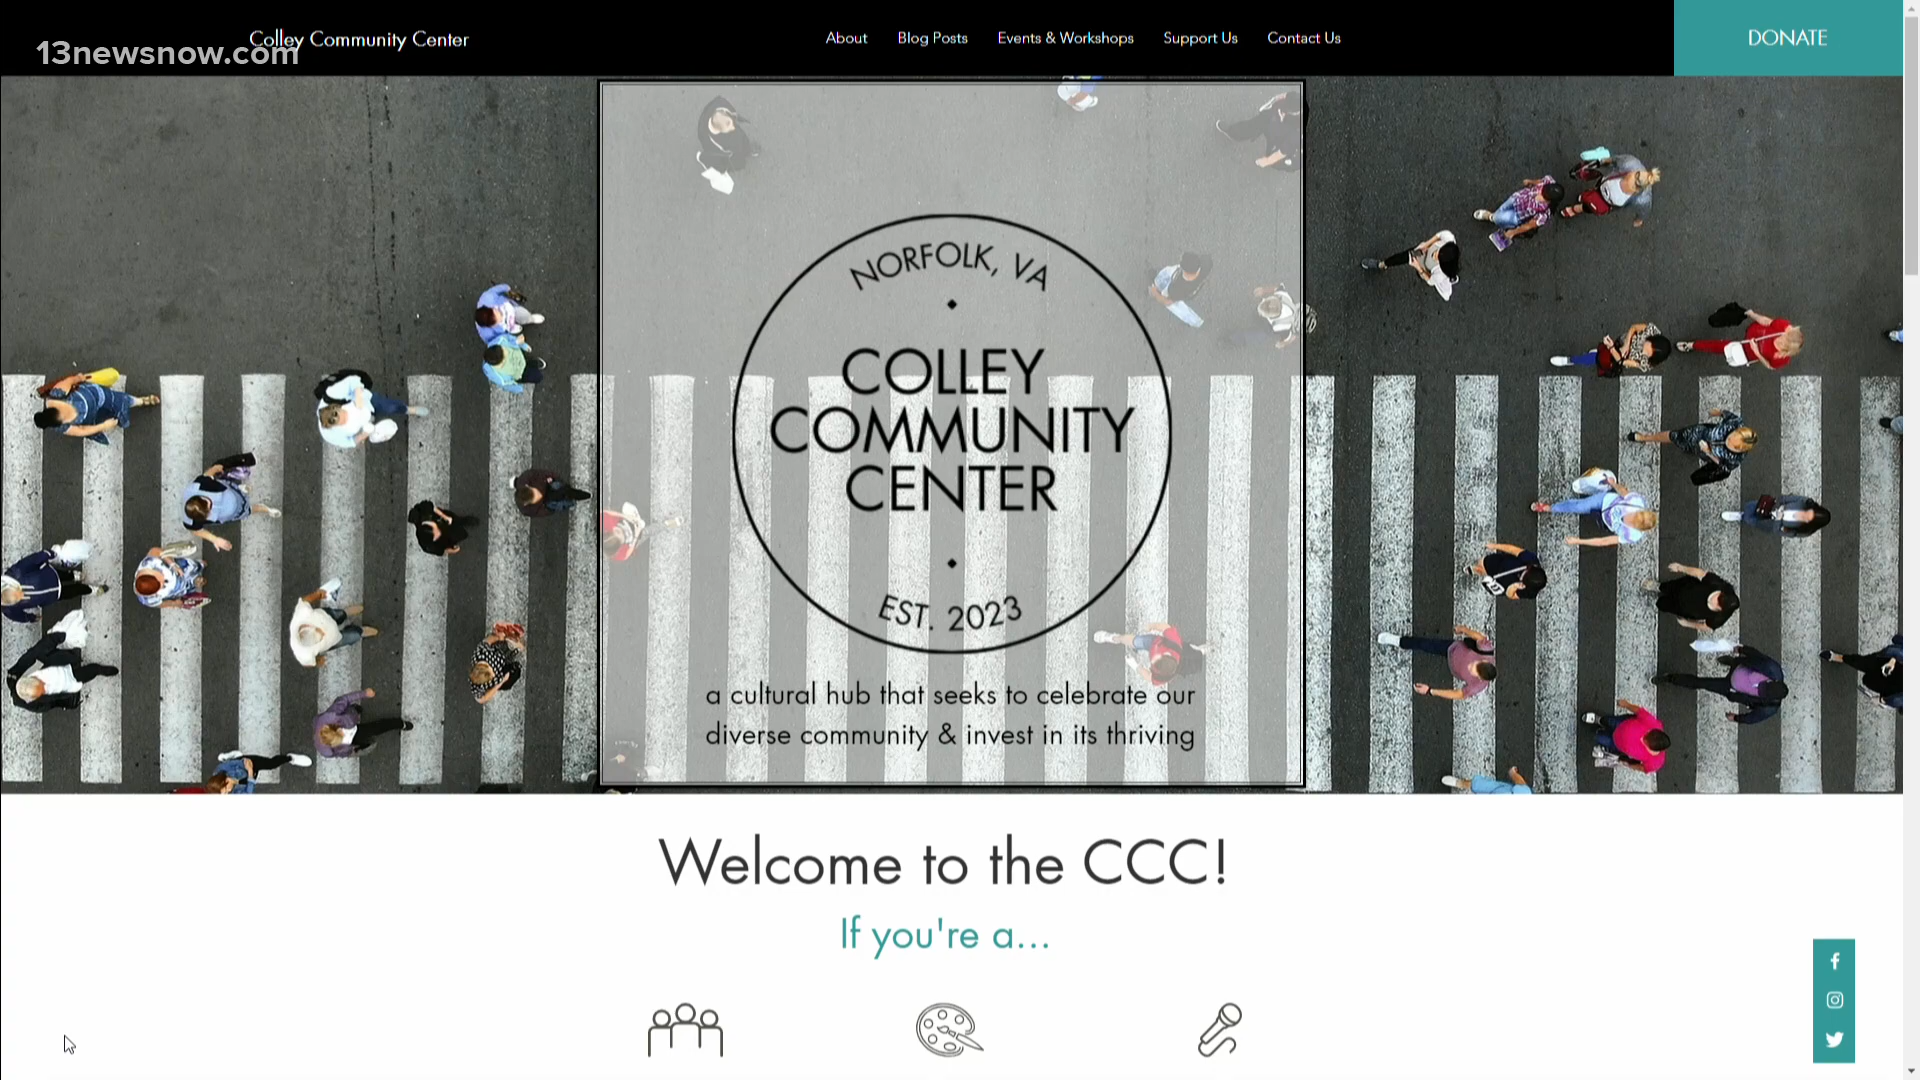 Colley Community Center
13newsnow.com
About
Blog Posts
Events & Workshops
Support Us
Contact Us
DONATE
NORFOLK, VA
COLLEY
COMMUNITY
CENTER
EST. 2023
a cultural hub that seeks to celebrate our
diverse community & invest in its thriving
Welcome to the CCC!
If you're a...